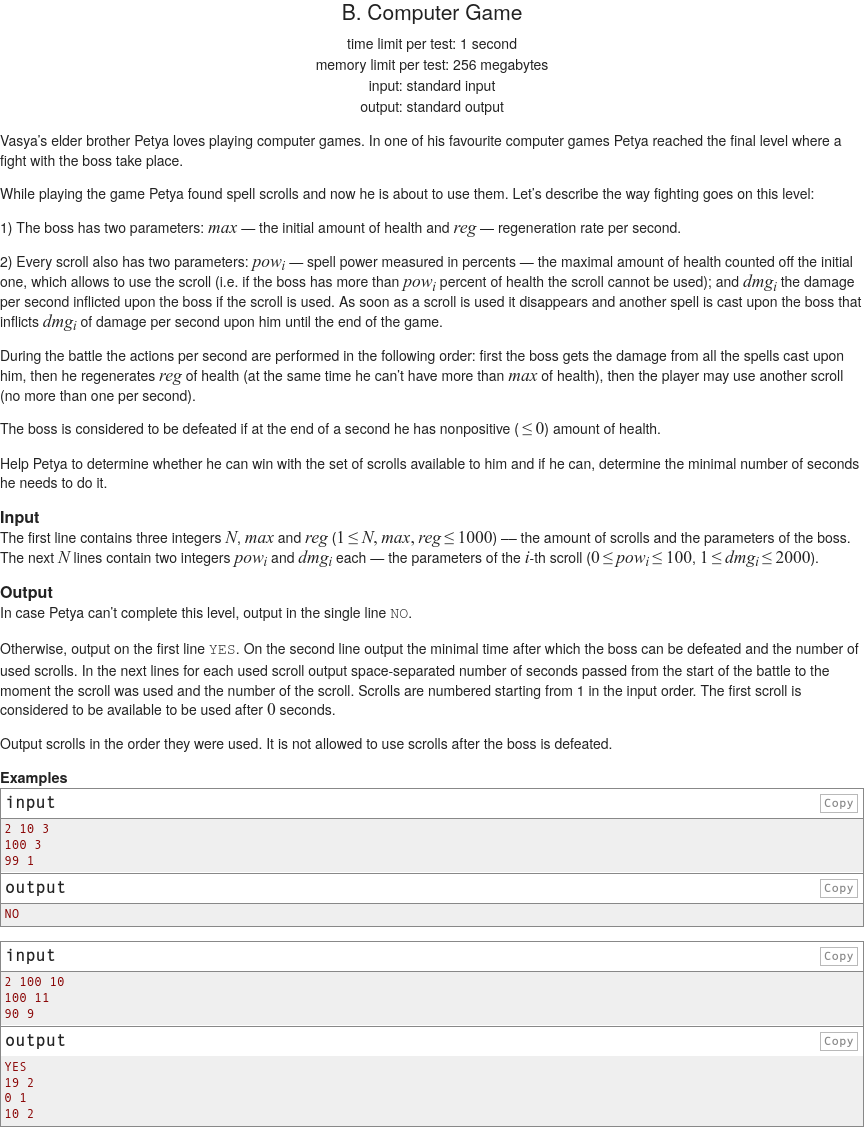 B. Computer Game
time limit per test: 1 second
memory limit per test: 256 megabytes
input: standard input
output: standard output
Vasya's elder brother Petya loves playing computer games. In one of his favourite computer games Petya reached the final level where a
fight with the boss take place.
While playing the game Petya found spell scrolls and now he is about to use them. Let's describe the way fighting goes on this level:
1) The boss has two parameters: max — the initial amount of health and reg — regeneration rate per second.
2) Every scroll also has two parameters: powᵢ — spell power measured in percents — the maximal amount of health counted off the initial
one, which allows to use the scroll (i.e. if the boss has more than powᵢ percent of health the scroll cannot be used); and dmgᵢ the damage
per second inflicted upon the boss if the scroll is used. As soon as a scroll is used it disappears and another spell is cast upon the boss that
inflicts dmgᵢ of damage per second upon him until the end of the game.
During the battle the actions per second are performed in the following order: first the boss gets the damage from all the spells cast upon
him, then he regenerates reg of health (at the same time he can't have more than max of health), then the player may use another scroll
(no more than one per second).
The boss is considered to be defeated if at the end of a second he has nonpositive ( ≤ 0) amount of health.
Help Petya to determine whether he can win with the set of scrolls available to him and if he can, determine the minimal number of seconds
he needs to do it.
Input
The first line contains three integers N, max and reg (1 ≤ N, max, reg ≤ 1000) — the amount of scrolls and the parameters of the boss.
The next N lines contain two integers powᵢ and dmgᵢ each — the parameters of the i-th scroll (0 ≤ powᵢ ≤ 100, 1 ≤ dmgᵢ ≤ 2000).
Output
In case Petya can't complete this level, output in the single line NO.
Otherwise, output on the first line YES. On the second line output the minimal time after which the boss can be defeated and the number of
used scrolls. In the next lines for each used scroll output space-separated number of seconds passed from the start of the battle to the
moment the scroll was used and the number of the scroll. Scrolls are numbered starting from 1 in the input order. The first scroll is
considered to be available to be used after 0 seconds.
Output scrolls in the order they were used. It is not allowed to use scrolls after the boss is defeated.
Examples
input Copy
2 10 3
100 3
99 1
output Copy
NO
input Copy
2 100 10
100 11
90 9
output Copy
YES
19 2
0 1
10 2